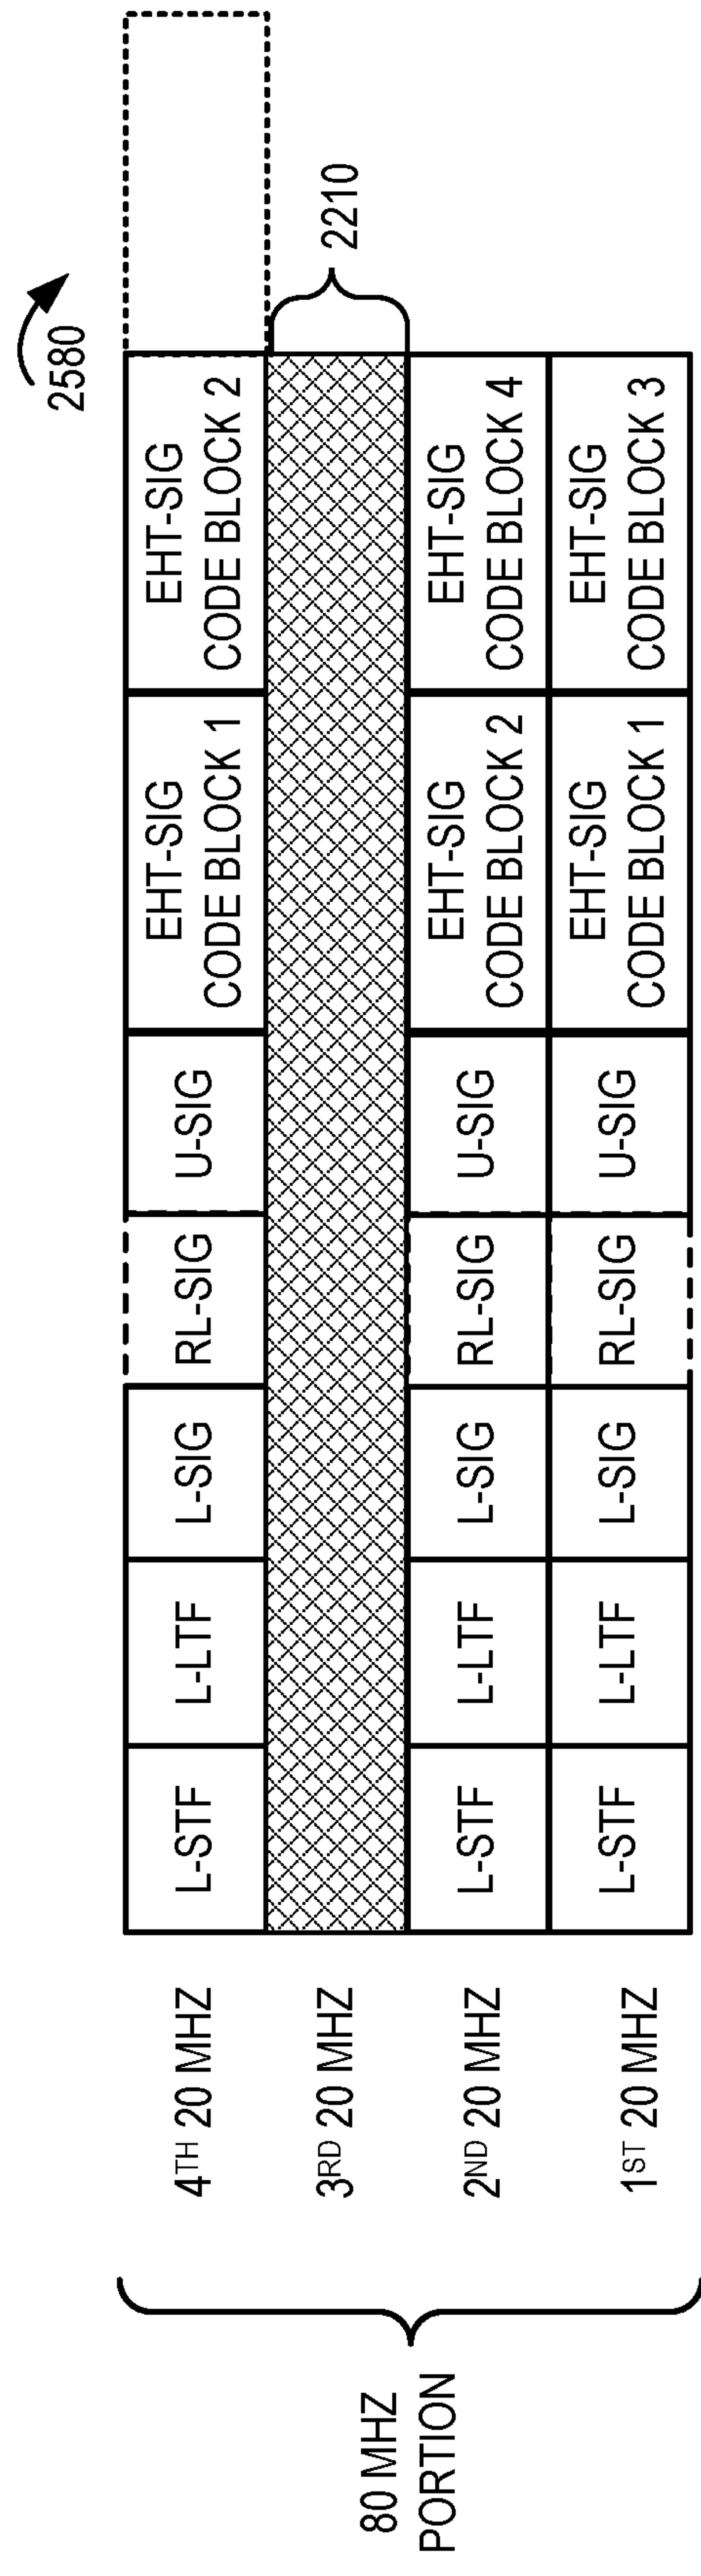 2580
2210
80 MHZ
PORTION
4TH 20 MHZ
L-STF
L-LTF
L-SIG
RL-SIG
U-SIG
EHT-SIG
CODE BLOCK 1
EHT-SIG
CODE BLOCK 2
3RD 20 MHZ
2ND 20 MHZ
L-STF
L-LTF
L-SIG
RL-SIG
U-SIG
EHT-SIG
CODE BLOCK 2
EHT-SIG
CODE BLOCK 4
1ST 20 MHZ
L-STF
L-LTF
L-SIG
RL-SIG
U-SIG
EHT-SIG
CODE BLOCK 1
EHT-SIG
CODE BLOCK 3